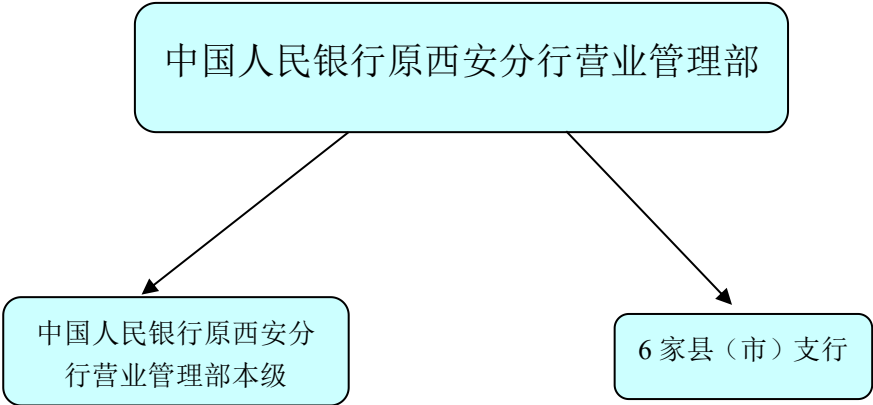 中国人民银行原西安分行营业管理部
中国人民银行原西安分
行营业管理部本级
6 家县（市）支行